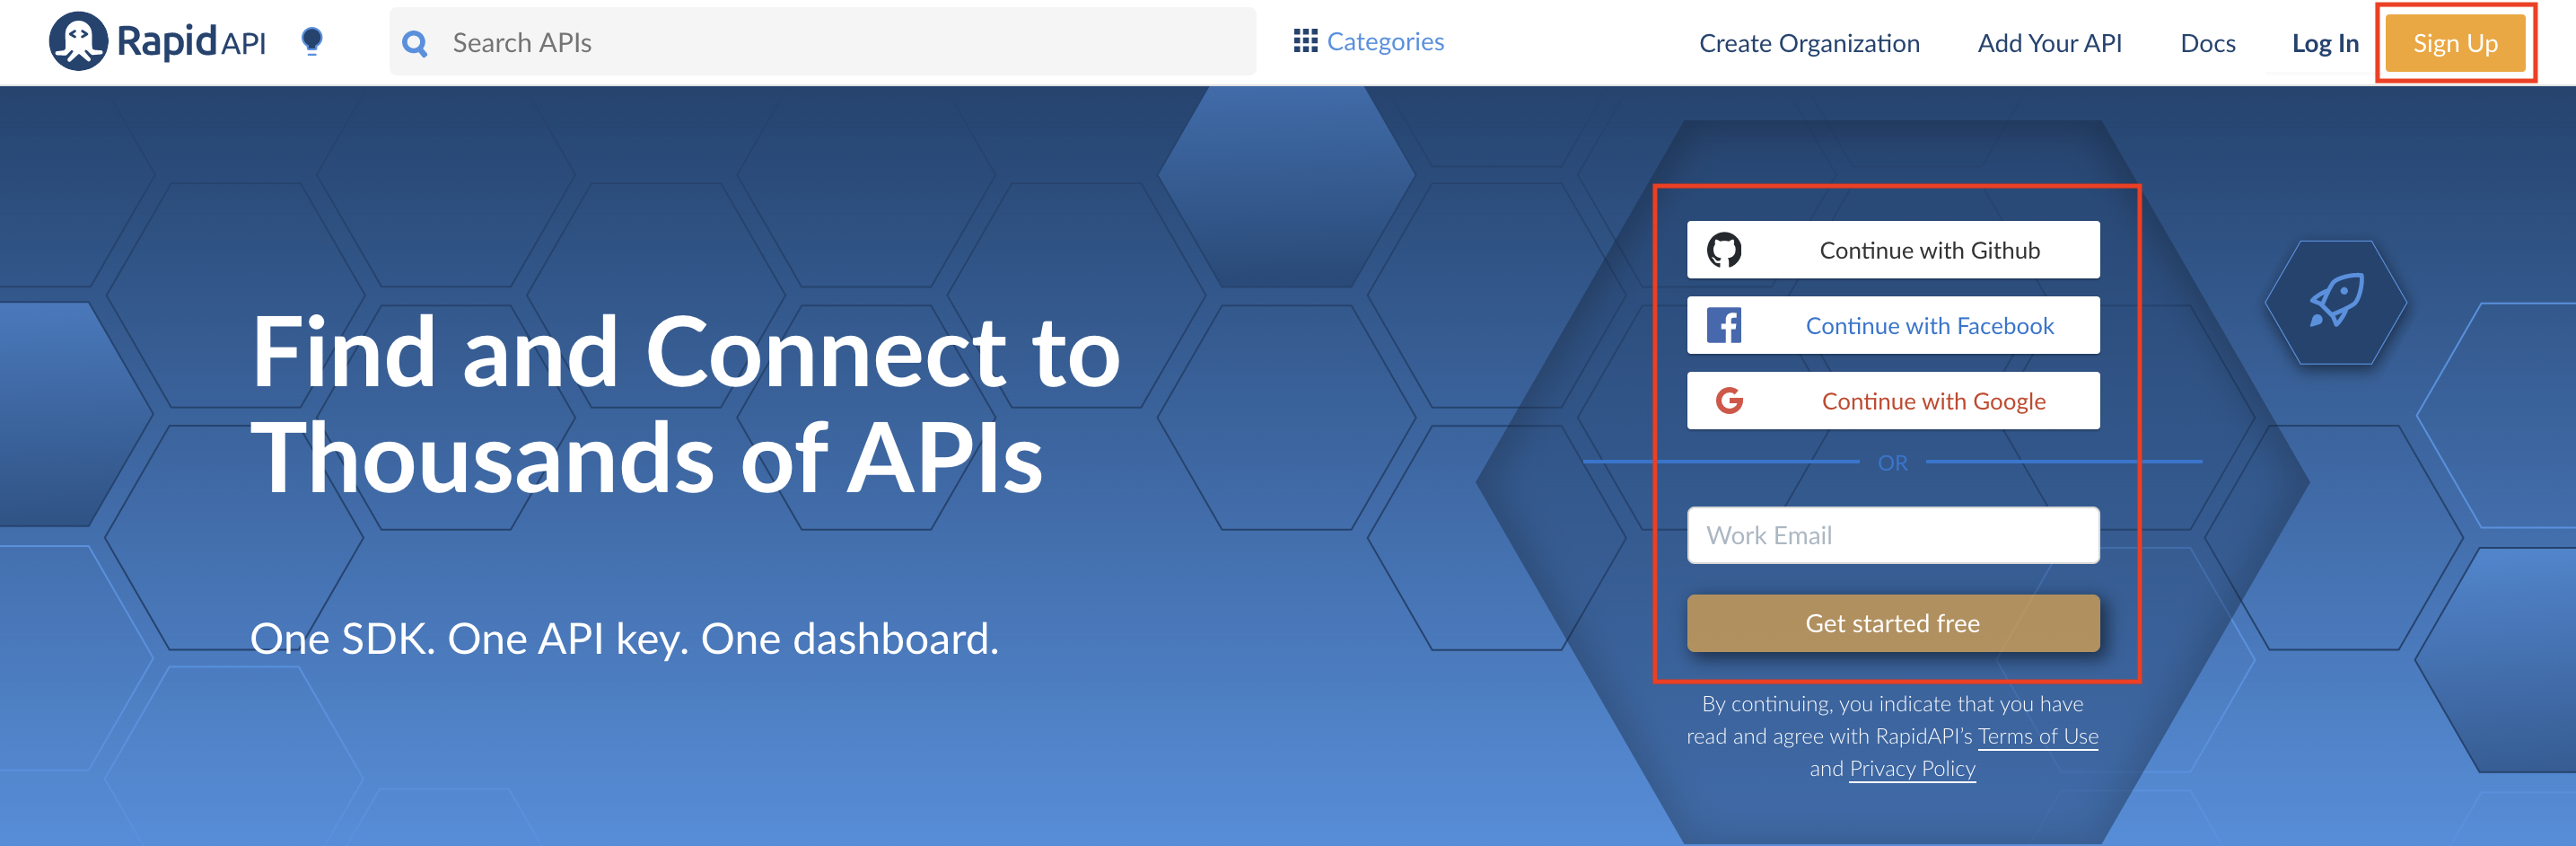 RapidAPI
Search APIs
Categories
Create Organization
Add Your API
Docs
Log In
Sign Up
Find and Connect to
Thousands of APIs
One SDK. One API key. One dashboard.
Continue with Github
Continue with Facebook
Continue with Google
OR
Work Email
Get started free
By continuing, you indicate that you have
read and agree with RapidAPI's Terms of Use
and Privacy Policy